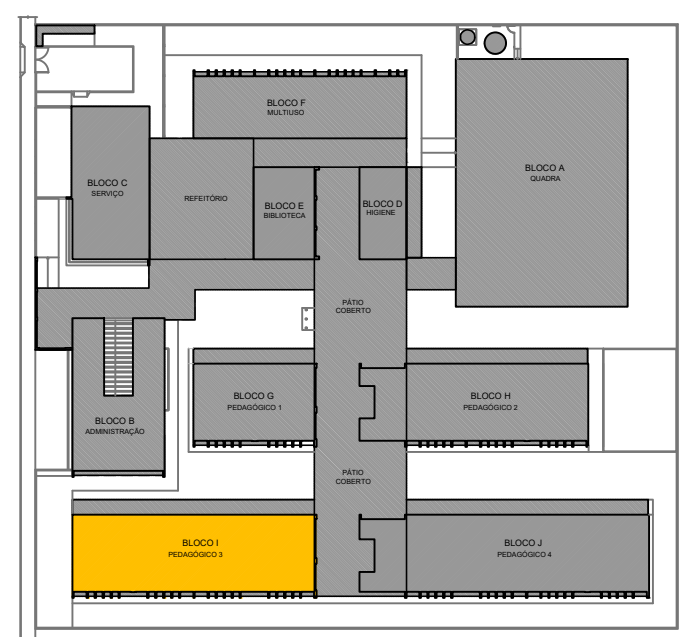 BLOCO F
MULTIUSO
BLOCO A
QUADRA
BLOCO C
SERVIÇO
REFEITÓRIO
BLOCO E
BIBLIOTECA
BLOCO D
HIGIENE
PÁTIO
COBERTO
BLOCO G
PEDAGÓGICO 1
BLOCO H
PEDAGÓGICO 2
BLOCO B
ADMINISTRAÇÃO
PÁTIO
COBERTO
BLOCO I
PEDAGÓGICO 3
BLOCO J
PEDAGÓGICO 4